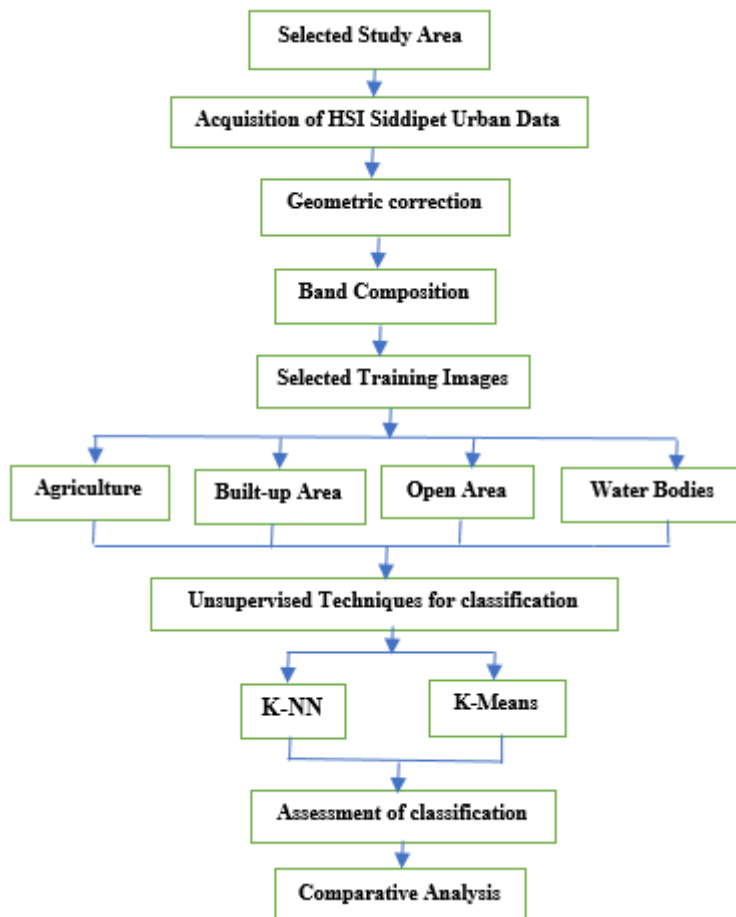 Selected Study Area
Acquisition of HSI Siddipet Urban Data
Geometric correction
Band Composition
Selected Training Images
Agriculture
Built-up Area
Open Area
Water Bodies
Unsupervised Techniques for classification
K-NN
K-Means
Assessment of classification
Comparative Analysis